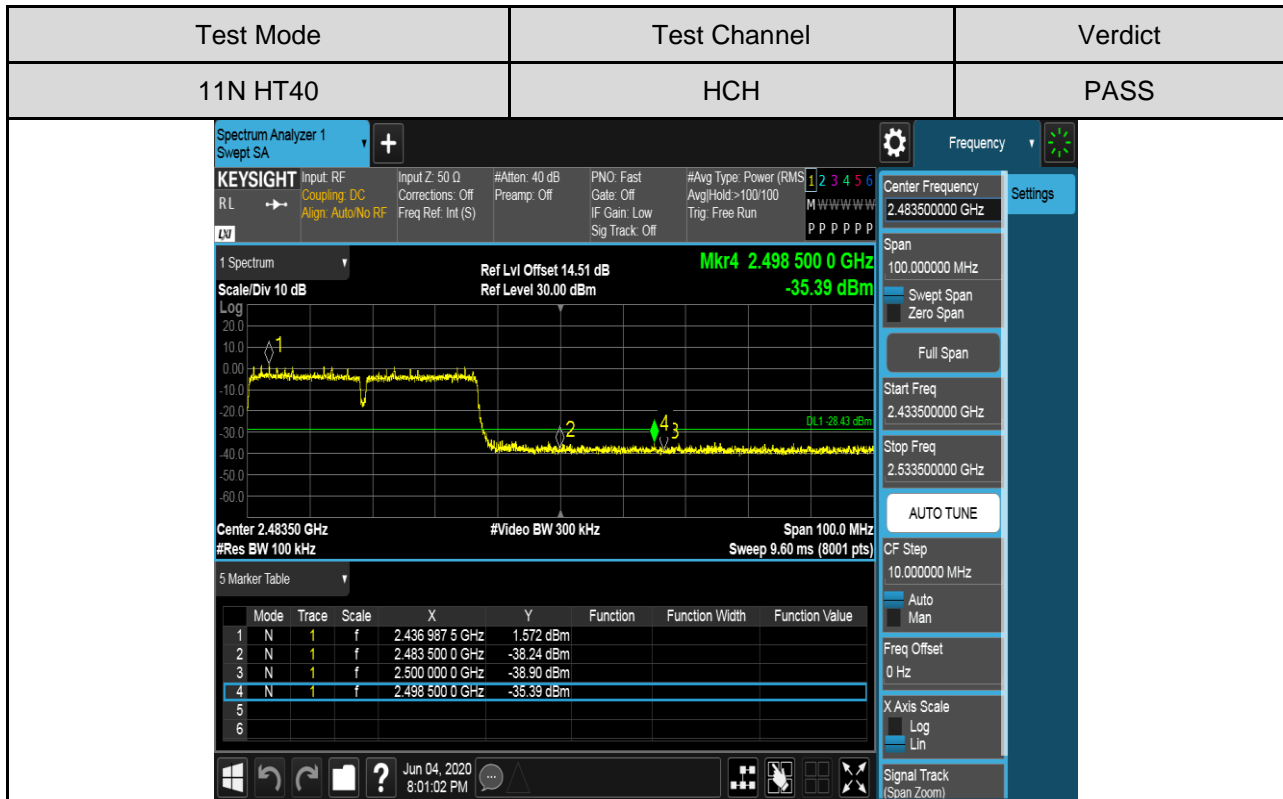 Test Mode Test Channel Verdict
11N HT40 HCH PASS
Spectrum Analyzer 1
Swept SA
Frequency
KEYSIGHT
RL
LXI
Input: RF
Coupling: DC
Align: Auto/No RF
Input Z: 50 Ω
Corrections: Off
Freq Ref: Int (S)
#Atten: 40 dB
Preamp: Off
PNO: Fast
Gate: Off
IF Gain: Low
Sig Track: Off
#Avg Type: Power (RMS
Avg|Hold:>100/100
Trig: Free Run
1 2 3 4 5 6
M W W W W W
P P P P P P
1 Spectrum
Scale/Div 10 dB
Ref Lvl Offset 14.51 dB
Ref Level 30.00 dBm
Mkr4 2.498 500 0 GHz
-35.39 dBm
Log
20.0
10.0
0.00
-10.0
-20.0
-30.0
-40.0
-50.0
-60.0
1
2
4
3
DL1 -28.43 dBm
Center 2.48350 GHz
#Res BW 100 kHz
#Video BW 300 kHz
Span 100.0 MHz
Sweep 9.60 ms (8001 pts)
5 Marker Table
Mode Trace Scale X Y Function Function Width Function Value
1 N 1 f 2.436 987 5 GHz 1.572 dBm
2 N 1 f 2.483 500 0 GHz -38.24 dBm
3 N 1 f 2.500 000 0 GHz -38.90 dBm
4 N 1 f 2.498 500 0 GHz -35.39 dBm
5
6
?
Jun 04, 2020
8:01:02 PM
Center Frequency
2.483500000 GHz
Settings
Span
100.000000 MHz
Swept Span
Zero Span
Full Span
Start Freq
2.433500000 GHz
Stop Freq
2.533500000 GHz
AUTO TUNE
CF Step
10.000000 MHz
Auto
Man
Freq Offset
0 Hz
X Axis Scale
Log
Lin
Signal Track
(Span Zoom)